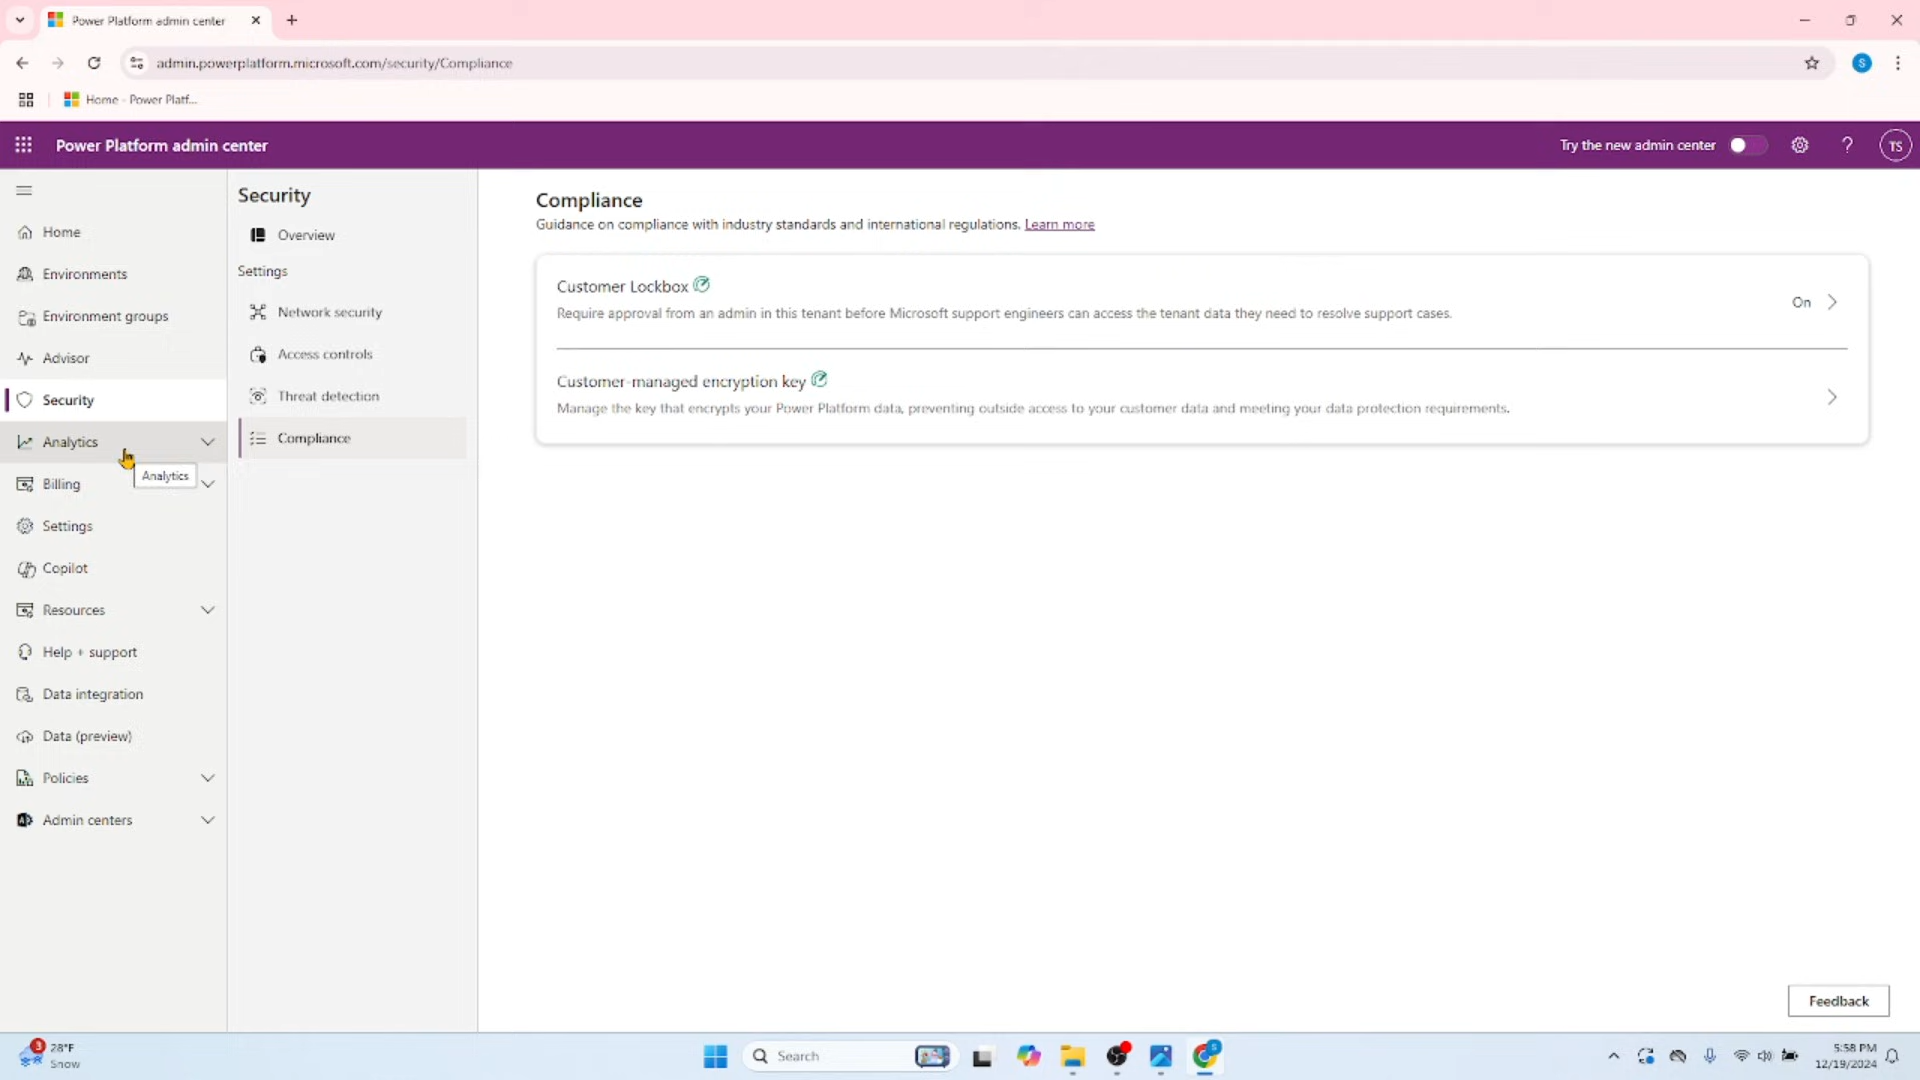 Power Platform admin center
admin.powerplatform.microsoft.com/security/Compliance
S
Home - Power Platf...
Power Platform admin center
Try the new admin center
?
TS
Home
Environments
Environment groups
Advisor
Security
Analytics
Analytics
Billing
Settings
Copilot
Resources
Help + support
Data integration
Data (preview)
Policies
Admin centers
Security
Overview
Settings
Network security
Access controls
Threat detection
Compliance
Compliance
Guidance on compliance with industry standards and international regulations. Learn more
Customer Lockbox
Require approval from an admin in this tenant before Microsoft support engineers can access the tenant data they need to resolve support cases.
On
Customer-managed encryption key
Manage the key that encrypts your Power Platform data, preventing outside access to your customer data and meeting your data protection requirements.
Feedback
3
28°F
Snow
Search
S
5:58 PM
12/19/2024